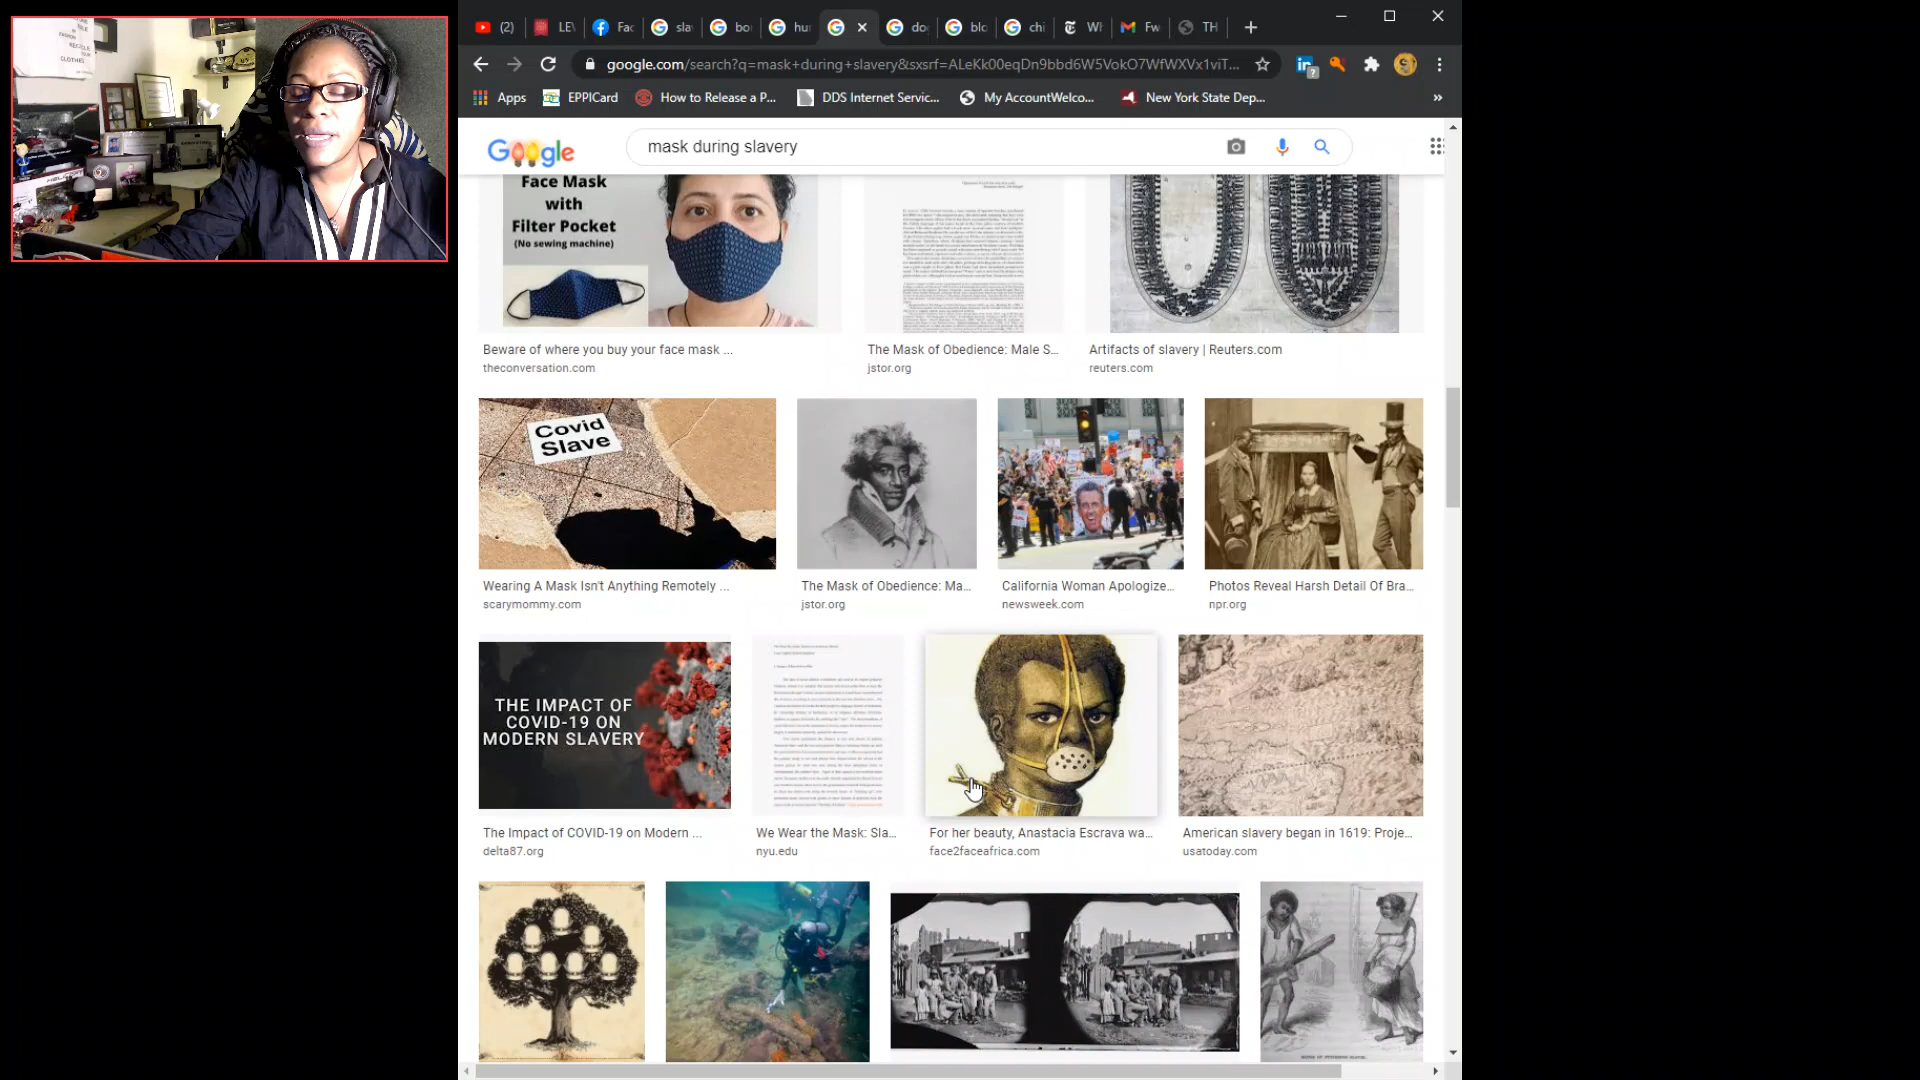 (2)
LEV
Fac
sla
bo
hu
do
blo
chi
Wh
Fw
TH
google.com/search?q=mask+during+slavery&sxsrf=ALeKk00eqDn9bbd6W5VokO7WfWXVx1viT...
Apps
EPPICard
How to Release a P...
DDS Internet Servic...
My AccountWelco...
New York State Dep...
Google
mask during slavery
Face Mask
with
Filter Pocket
(No sewing machine)
Beware of where you buy your face mask ...
theconversation.com
The Mask of Obedience: Male S...
jstor.org
Artifacts of slavery | Reuters.com
reuters.com
Covid
Slave
Wearing A Mask Isn't Anything Remotely ...
scarymommy.com
The Mask of Obedience: Ma...
jstor.org
California Woman Apologize...
newsweek.com
Photos Reveal Harsh Detail Of Bra...
npr.org
THE IMPACT OF
COVID-19 ON
MODERN SLAVERY
The Impact of COVID-19 on Modern ...
delta87.org
We Wear the Mask: Sla...
nyu.edu
For her beauty, Anastacia Escrava wa...
face2faceafrica.com
American slavery began in 1619: Proje...
usatoday.com
RECYCLE
CLOTHES